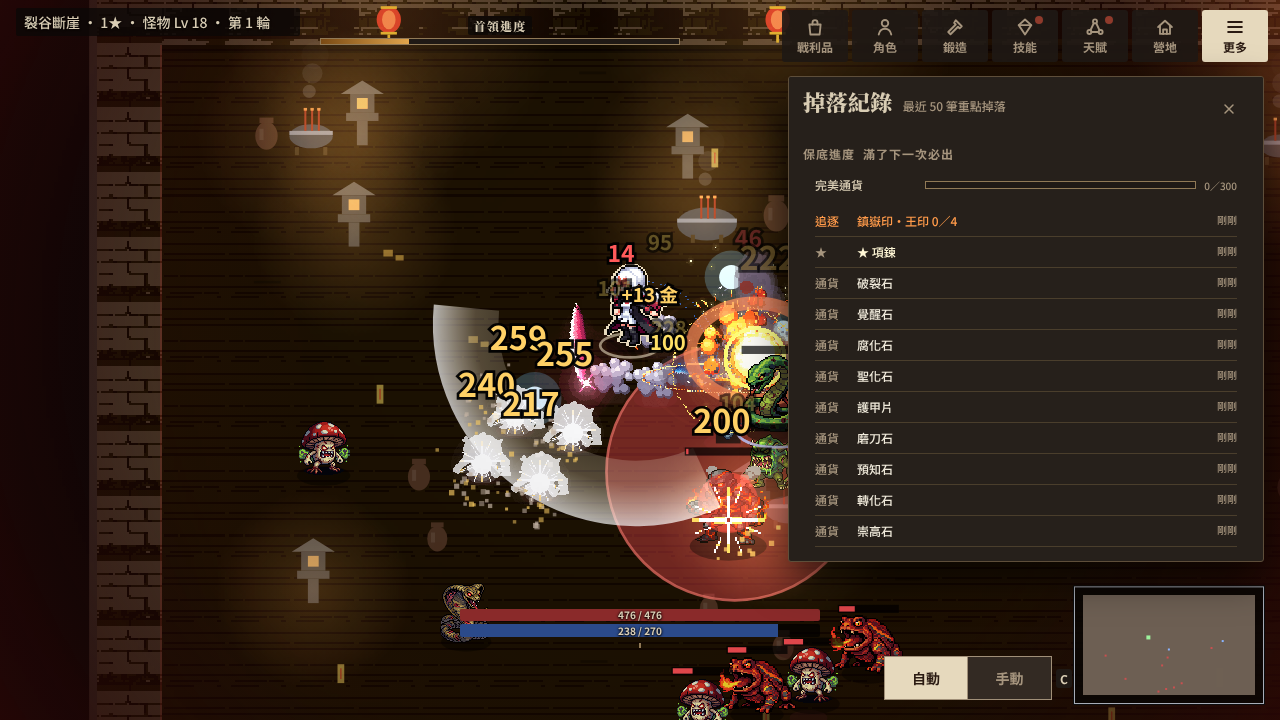 裂谷斷崖 · 1★ · 怪物 Lv 18 · 第 1 輪
首領進度
戰利品
角色
鍛造
技能
天賦
營地
更多
掉落紀錄 最近 50 筆重點掉落
保底進度 滿了下一次必出
完美通貨 0／300
追逐 鎮嶽印・王印 0／4 剛剛
★ ★ 項鍊 剛剛
通貨 破裂石 剛剛
通貨 覺醒石 剛剛
通貨 腐化石 剛剛
通貨 聖化石 剛剛
通貨 護甲片 剛剛
通貨 磨刀石 剛剛
通貨 預知石 剛剛
通貨 轉化石 剛剛
通貨 崇高石 剛剛
14
95
46
222
+13 金
100
259
255
240
217
200
476 / 476
238 / 270
自動
手動
C